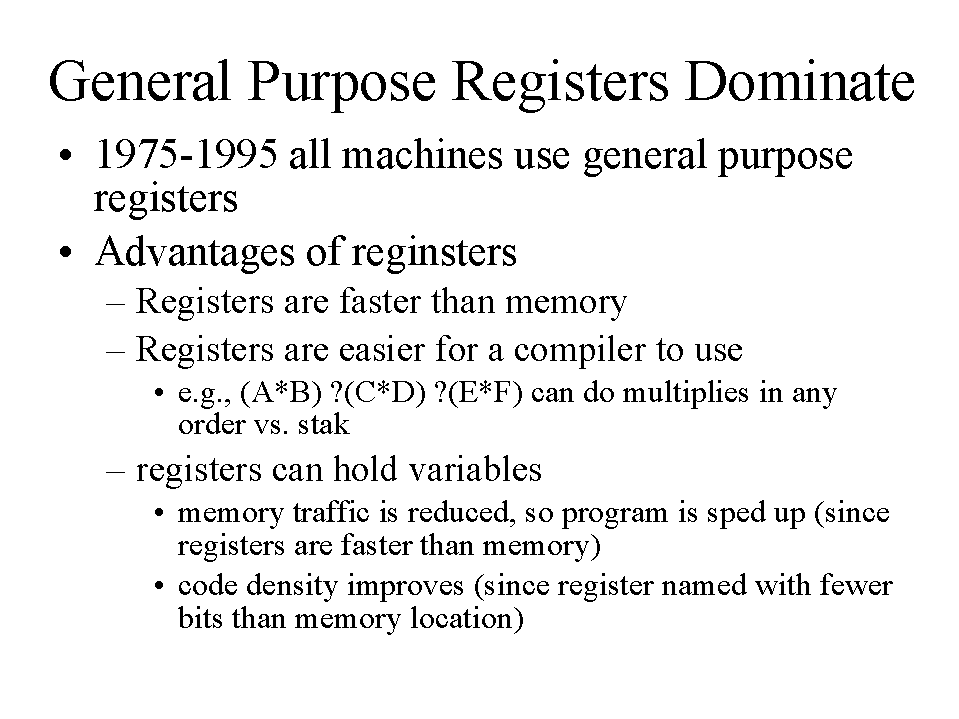 General Purpose Registers Dominate
• 1975-1995 all machines use general purpose
registers
• Advantages of reginsters
– Registers are faster than memory
– Registers are easier for a compiler to use
• e.g., (A*B) ?(C*D) ?(E*F) can do multiplies in any
order vs. stak
– registers can hold variables
• memory traffic is reduced, so program is sped up (since
registers are faster than memory)
• code density improves (since register named with fewer
bits than memory location)